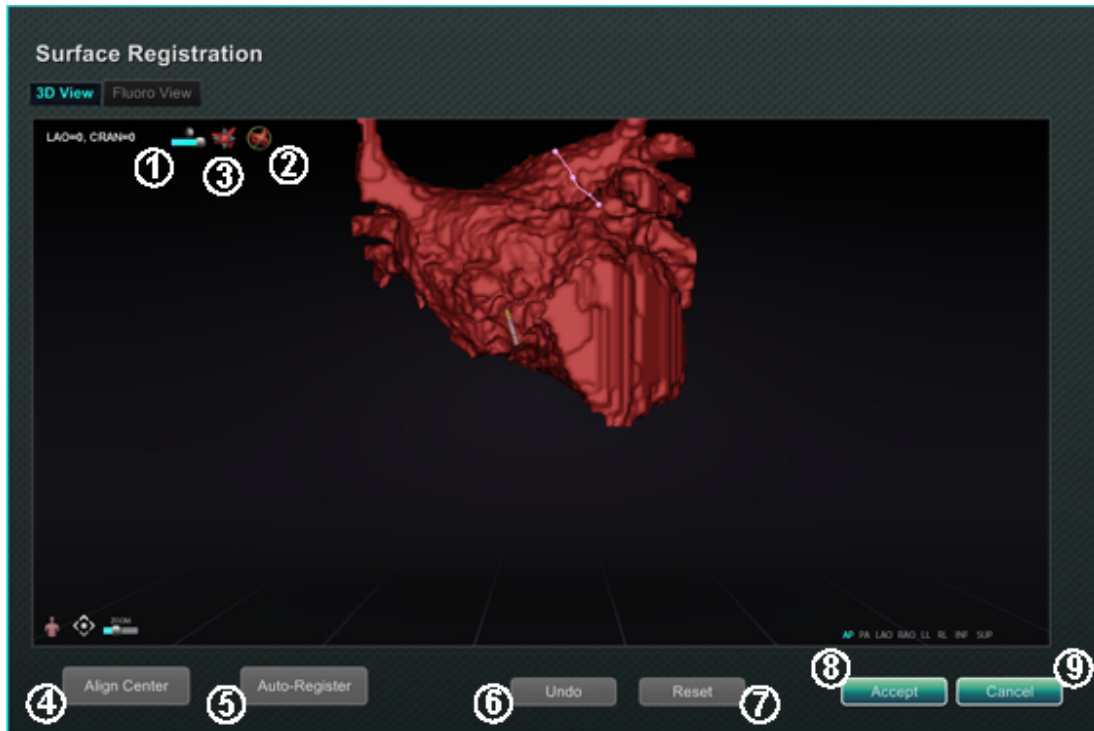 Surface Registration
3D View Fluoro View
LAO=0, CRAN=0
1 3 2
ZOOM
AP PA LAO RAO LL RL INF SUP
4 Align Center 5 Auto-Register 6 Undo Reset 7 8 Accept Cancel 9